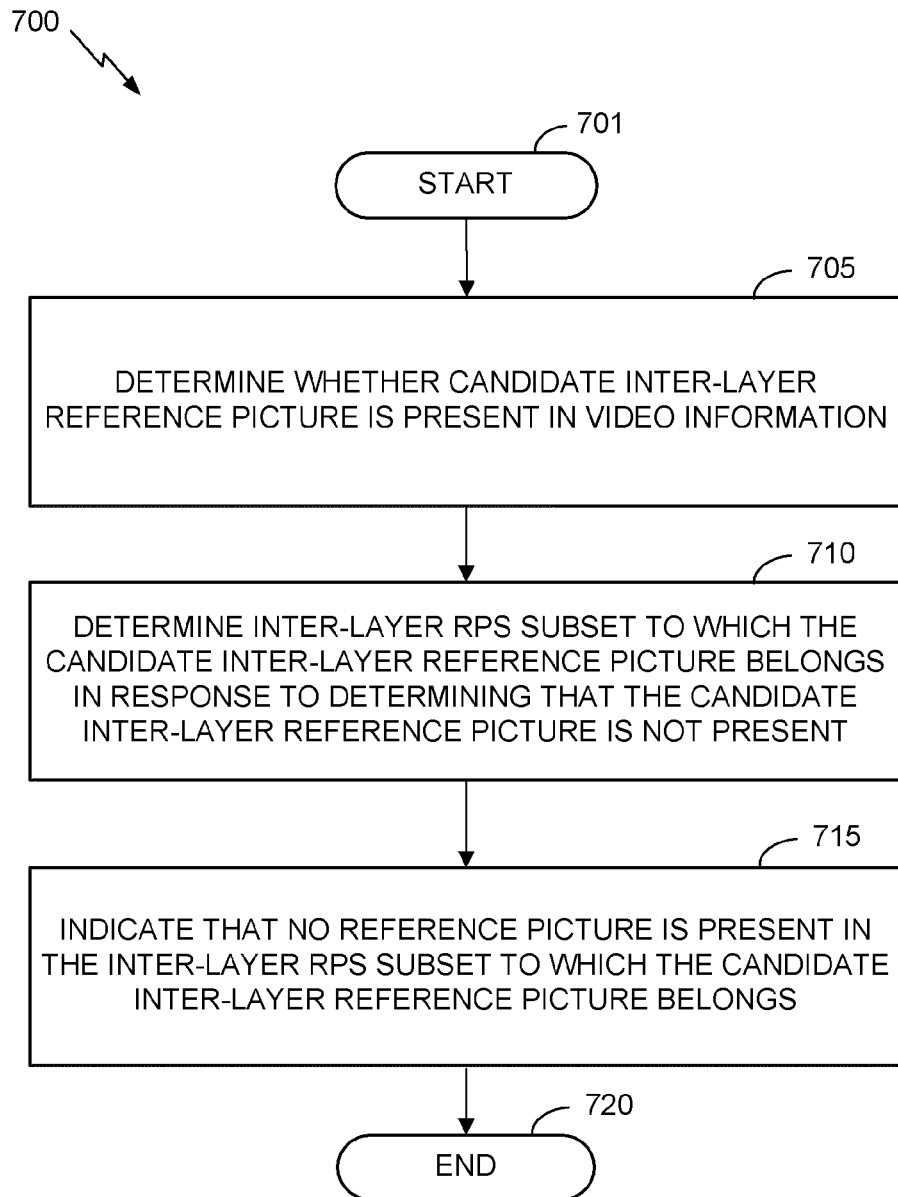 700
701
START
705
DETERMINE WHETHER CANDIDATE INTER-LAYER
REFERENCE PICTURE IS PRESENT IN VIDEO INFORMATION
710
DETERMINE INTER-LAYER RPS SUBSET TO WHICH THE
CANDIDATE INTER-LAYER REFERENCE PICTURE BELONGS
IN RESPONSE TO DETERMINING THAT THE CANDIDATE
INTER-LAYER REFERENCE PICTURE IS NOT PRESENT
715
INDICATE THAT NO REFERENCE PICTURE IS PRESENT IN
THE INTER-LAYER RPS SUBSET TO WHICH THE CANDIDATE
INTER-LAYER REFERENCE PICTURE BELONGS
720
END